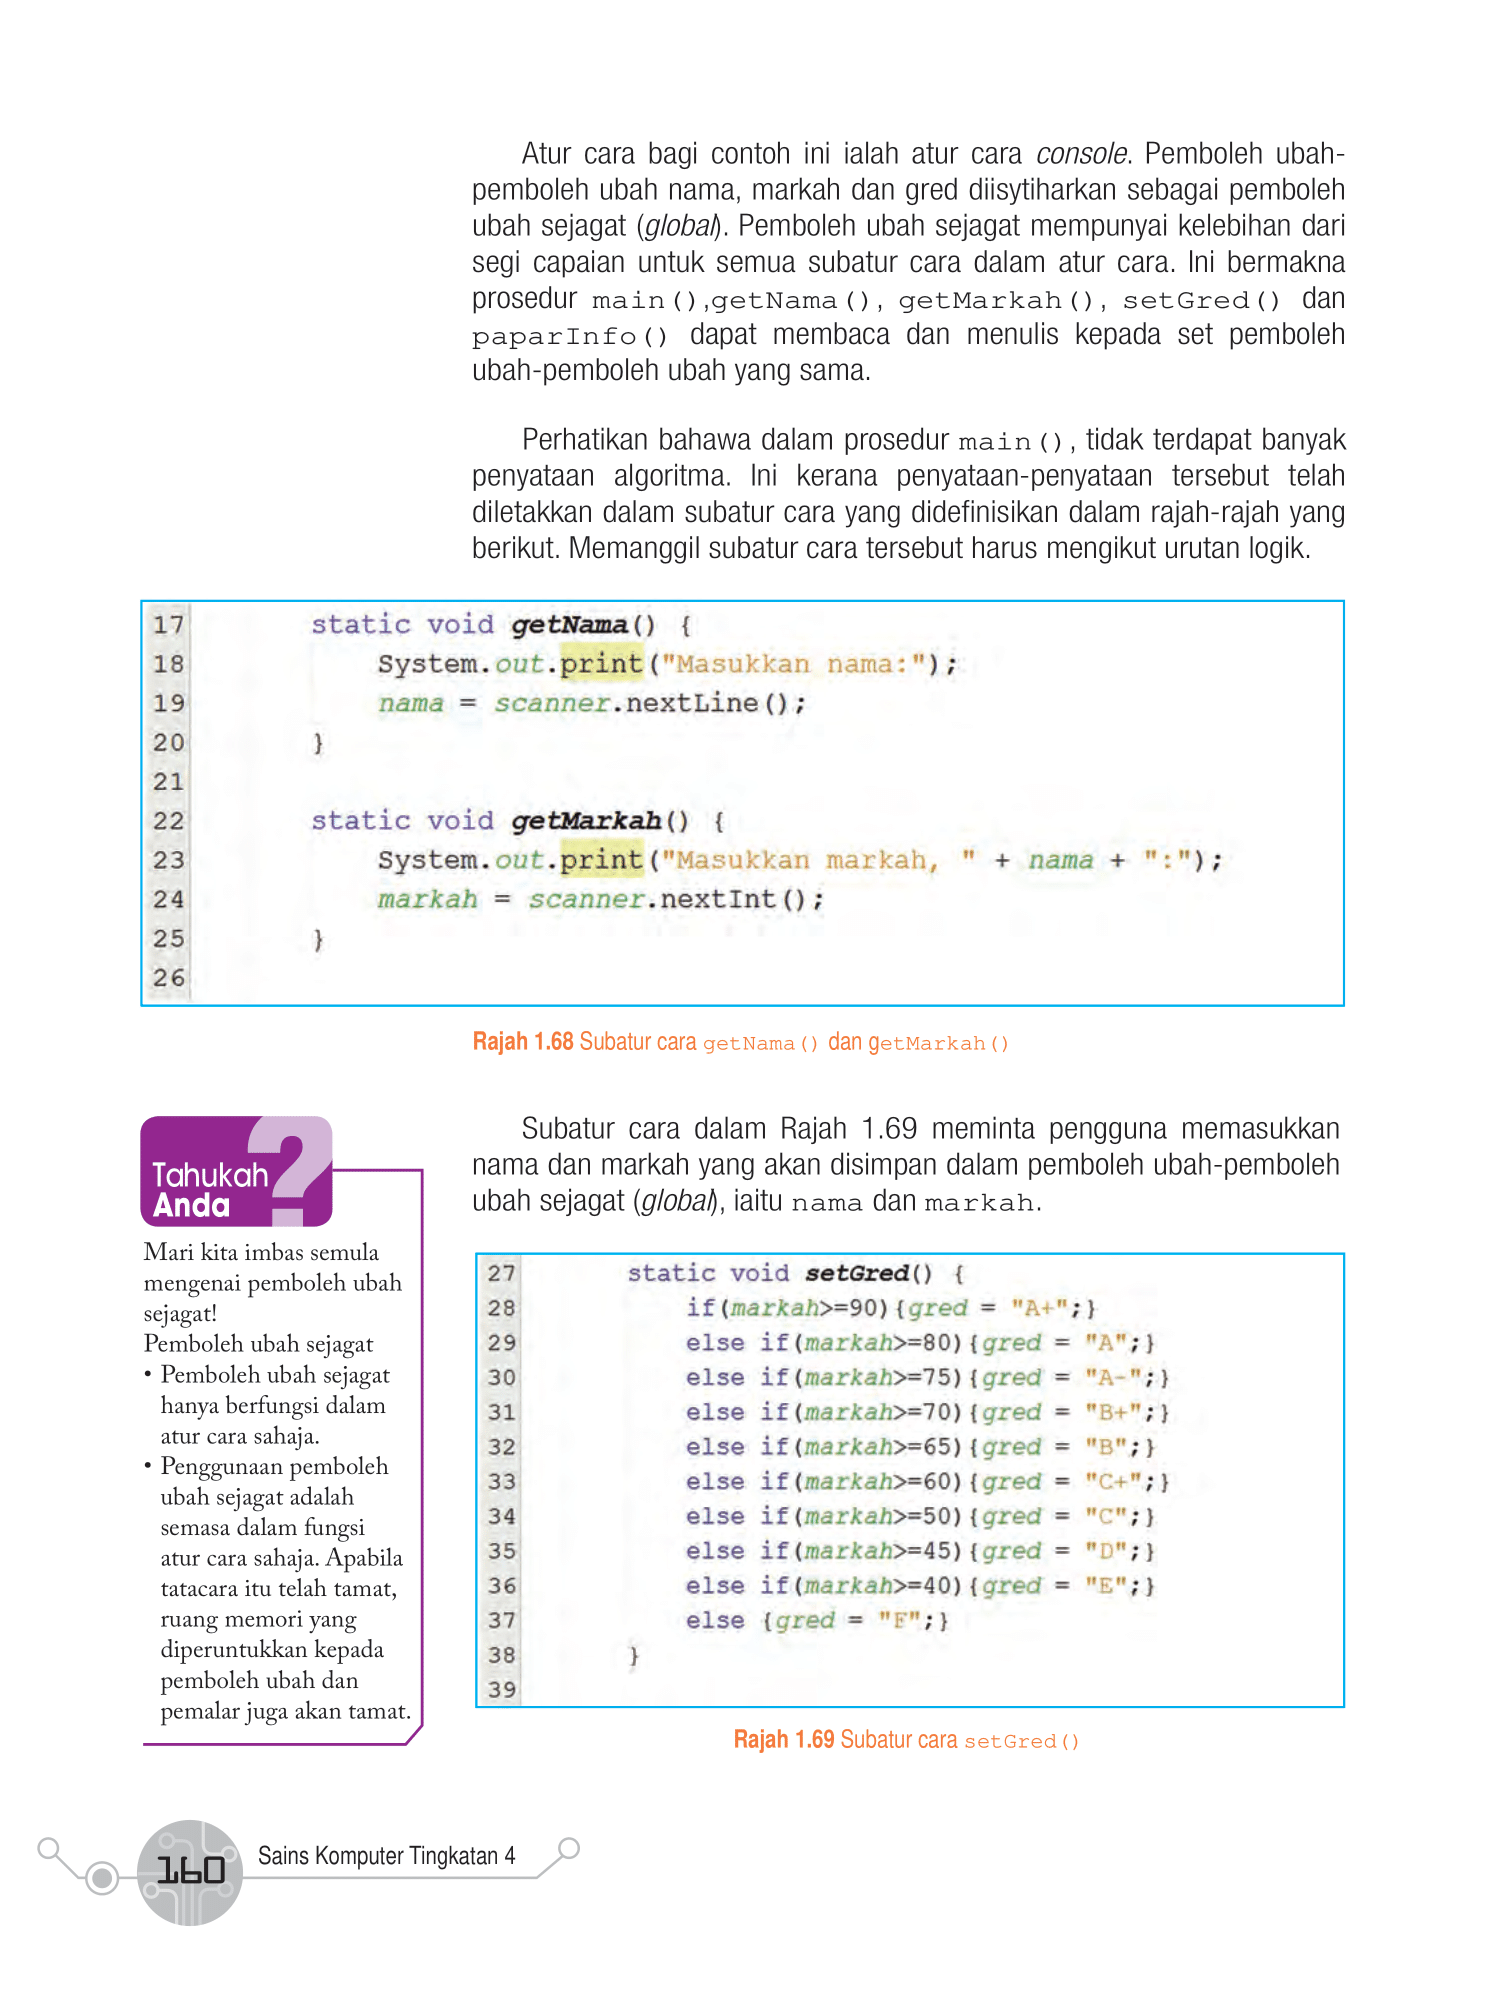 Atur cara bagi contoh ini ialah atur cara console. Pemboleh ubah-
pemboleh ubah nama, markah dan gred diisytiharkan sebagai pemboleh
ubah sejagat (global). Pemboleh ubah sejagat mempunyai kelebihan dari
segi capaian untuk semua subatur cara dalam atur cara. Ini bermakna
prosedur main(),getNama(), getMarkah(), setGred() dan
paparInfo() dapat membaca dan menulis kepada set pemboleh
ubah-pemboleh ubah yang sama.
Perhatikan bahawa dalam prosedur main(), tidak terdapat banyak
penyataan algoritma. Ini kerana penyataan-penyataan tersebut telah
diletakkan dalam subatur cara yang didefinisikan dalam rajah-rajah yang
berikut. Memanggil subatur cara tersebut harus mengikut urutan logik.
17 static void getNama() {
18 System.out.print("Masukkan nama:");
19 nama = scanner.nextLine();
20 }
21
22 static void getMarkah() {
23 System.out.print("Masukkan markah, " + nama + ":");
24 markah = scanner.nextInt();
25 }
26
Rajah 1.68 Subatur cara getNama() dan getMarkah()
Subatur cara dalam Rajah 1.69 meminta pengguna memasukkan
nama dan markah yang akan disimpan dalam pemboleh ubah-pemboleh
ubah sejagat (global), iaitu nama dan markah.
Tahukah
Anda
?
Mari kita imbas semula
mengenai pemboleh ubah
sejagat!
Pemboleh ubah sejagat
• Pemboleh ubah sejagat
hanya berfungsi dalam
atur cara sahaja.
• Penggunaan pemboleh
ubah sejagat adalah
semasa dalam fungsi
atur cara sahaja. Apabila
tatacara itu telah tamat,
ruang memori yang
diperuntukkan kepada
pemboleh ubah dan
pemalar juga akan tamat.
27 static void setGred() {
28 if(markah>=90){gred = "A+";}
29 else if(markah>=80){gred = "A";}
30 else if(markah>=75){gred = "A-";}
31 else if(markah>=70){gred = "B+";}
32 else if(markah>=65){gred = "B";}
33 else if(markah>=60){gred = "C+";}
34 else if(markah>=50){gred = "C";}
35 else if(markah>=45){gred = "D";}
36 else if(markah>=40){gred = "E";}
37 else {gred = "F";}
38 }
39
Rajah 1.69 Subatur cara setGred()
160 Sains Komputer Tingkatan 4